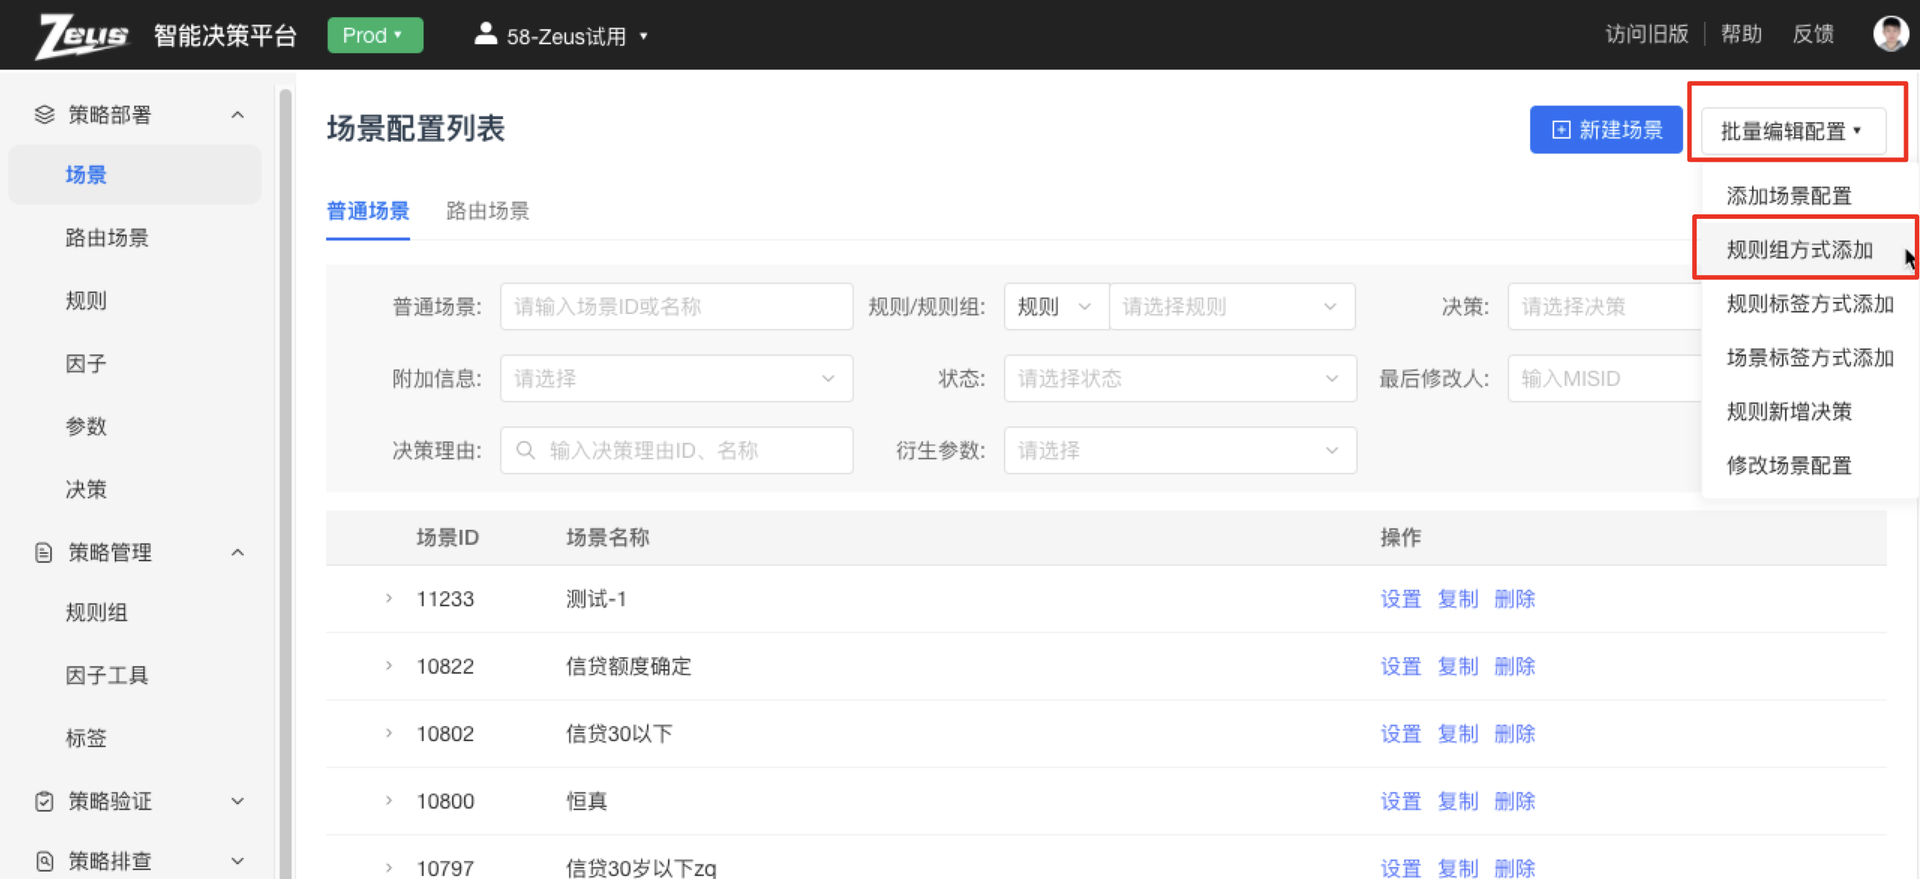 Zeus 智能决策平台 Prod 58-Zeus试用 访问旧版 帮助 反馈
策略部署
场景
路由场景
规则
因子
参数
决策
策略管理
规则组
因子工具
标签
策略验证
策略排查
场景配置列表
新建场景 批量编辑配置
添加场景配置
规则组方式添加
规则标签方式添加
场景标签方式添加
规则新增决策
修改场景配置
普通场景 路由场景
普通场景: 请输入场景ID或名称 规则/规则组: 规则 请选择规则 决策: 请选择决策
附加信息: 请选择 状态: 请选择状态 最后修改人: 输入MISID
决策理由: 输入决策理由ID、名称 衍生参数: 请选择
场景ID 场景名称 操作
11233 测试-1 设置 复制 删除
10822 信贷额度确定 设置 复制 删除
10802 信贷30以下 设置 复制 删除
10800 恒真 设置 复制 删除
10797 信贷30岁以下zq 设置 复制 删除